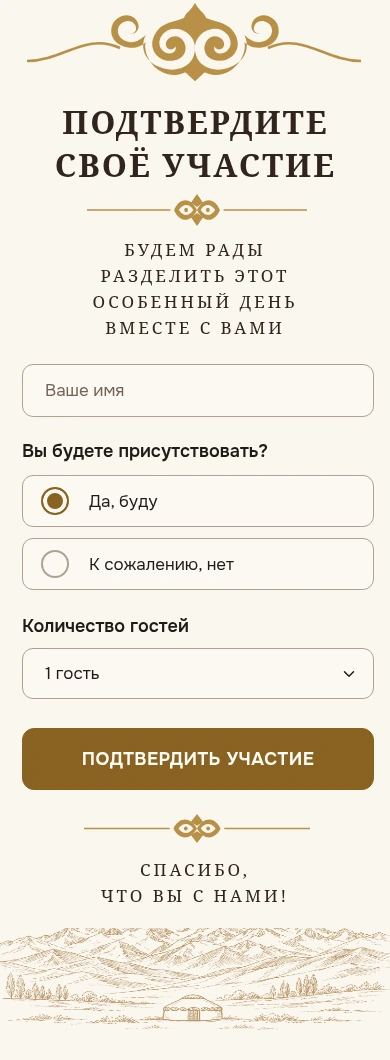 ПОДТВЕРДИТЕ
СВОЁ УЧАСТИЕ
БУДЕМ РАДЫ
РАЗДЕЛИТЬ ЭТОТ
ОСОБЕННЫЙ ДЕНЬ
ВМЕСТЕ С ВАМИ
Ваше имя
Вы будете присутствовать?
Да, буду
К сожалению, нет
Количество гостей
1 гость
ПОДТВЕРДИТЬ УЧАСТИЕ
СПАСИБО,
ЧТО ВЫ С НАМИ!